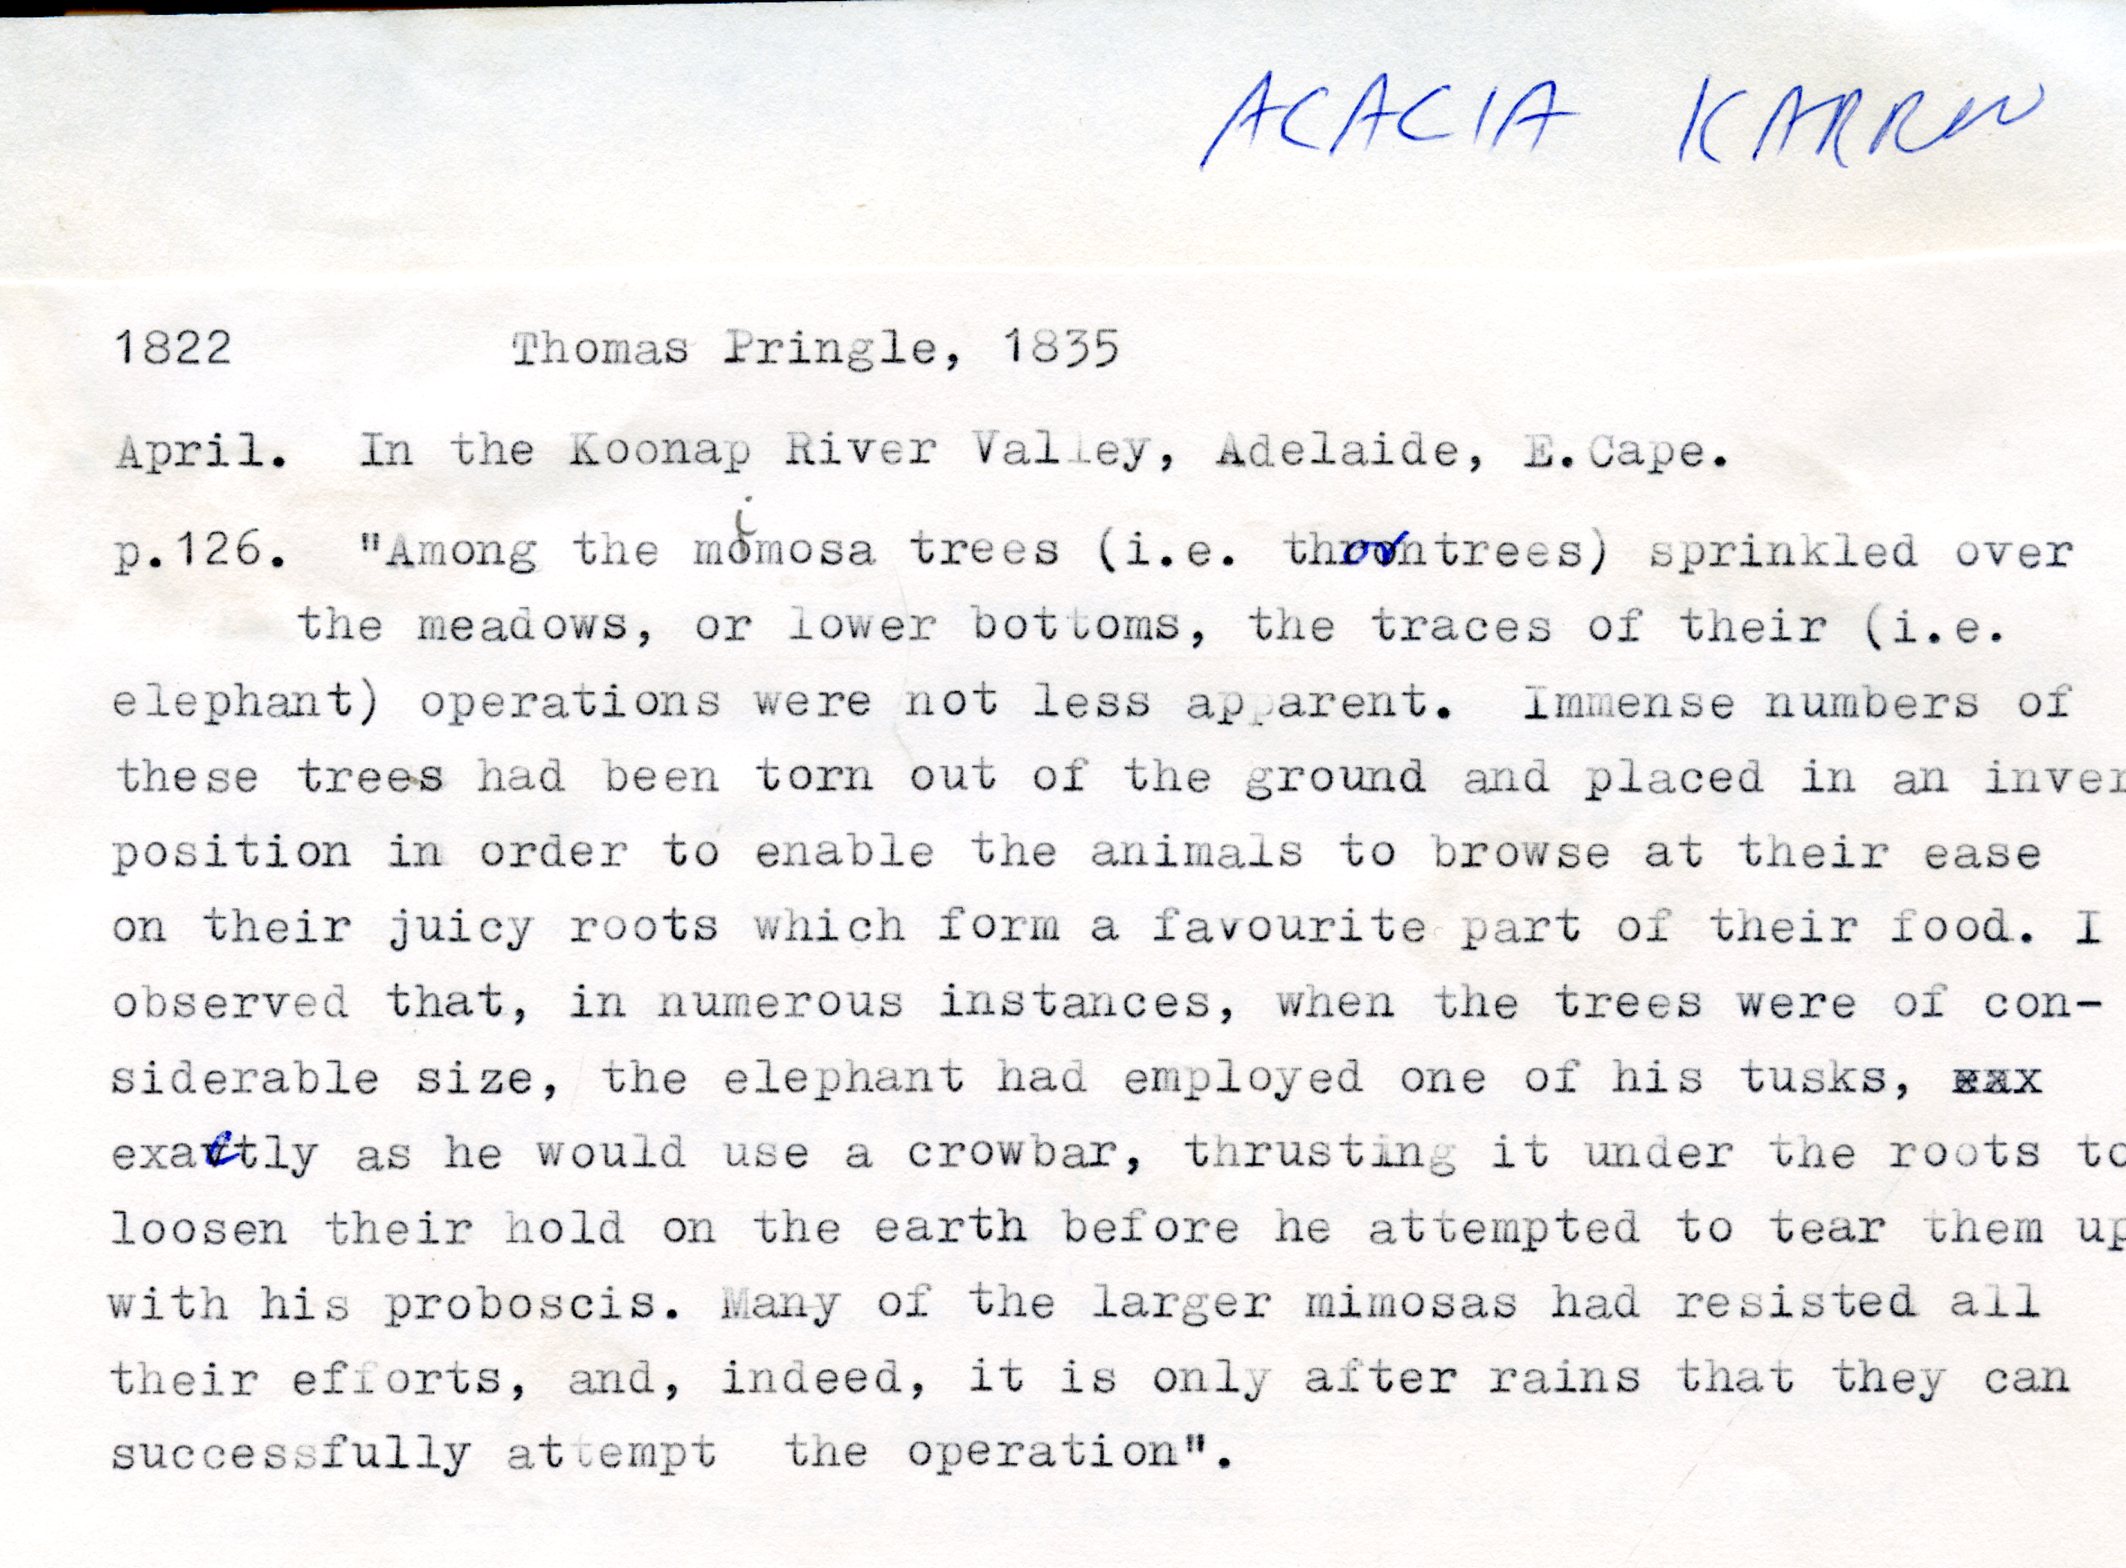 ACACIA KARROO
1822 Thomas Pringle, 1835
April. In the Koonap River Valley, Adelaide, E.Cape.
p.126. "Among the mimosa trees (i.e. thorntrees) sprinkled over
the meadows, or lower bottoms, the traces of their (i.e.
elephant) operations were not less apparent. Immense numbers of
these trees had been torn out of the ground and placed in an inver
position in order to enable the animals to browse at their ease
on their juicy roots which form a favourite part of their food. I
observed that, in numerous instances, when the trees were of con-
siderable size, the elephant had employed one of his tusks,
exactly as he would use a crowbar, thrusting it under the roots to
loosen their hold on the earth before he attempted to tear them up
with his proboscis. Many of the larger mimosas had resisted all
their efforts, and, indeed, it is only after rains that they can
successfully attempt the operation".